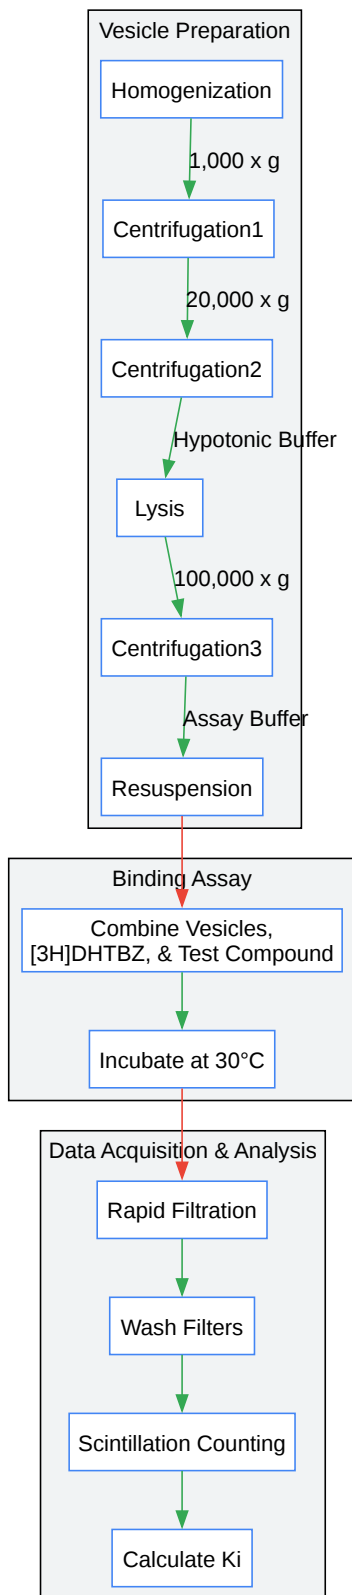 Vesicle Preparation
Homogenization
1,000 x g
Centrifugation1
20,000 x g
Centrifugation2
Hypotonic Buffer
Lysis
100,000 x g
Centrifugation3
Assay Buffer
Resuspension
Binding Assay
Combine Vesicles,
[3H]DHTBZ, & Test Compound
Incubate at 30°C
Data Acquisition & Analysis
Rapid Filtration
Wash Filters
Scintillation Counting
Calculate Ki